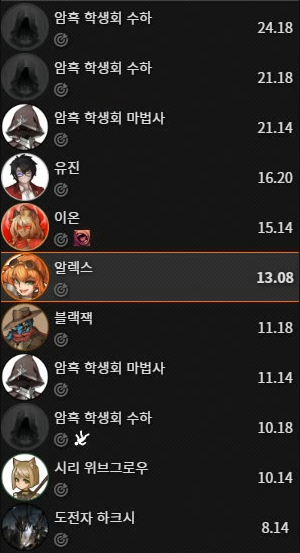 암흑 학생회 수하
24.18
암흑 학생회 수하
21.18
암흑 학생회 마법사
21.14
유진
16.20
이온
15.14
알렉스
13.08
블랙잭
11.18
암흑 학생회 마법사
11.14
암흑 학생회 수하
10.18
시리 위브그로우
10.14
도전자 하크시
8.14